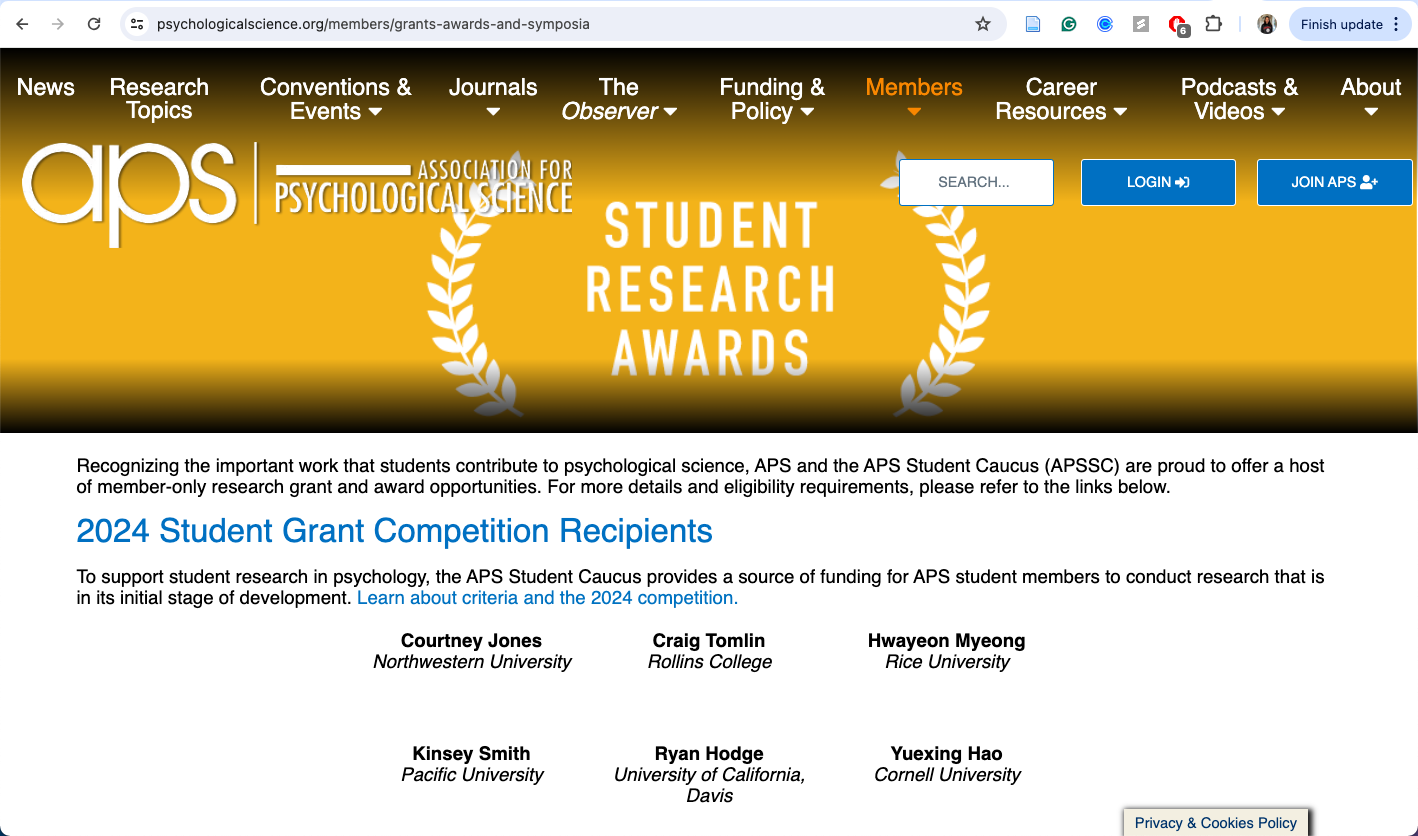 psychologicalscience.org/members/grants-awards-and-symposia
6
Finish update
News
Research
Topics
Conventions &
Events
Journals
The
Observer
Funding &
Policy
Members
Career
Resources
Podcasts &
Videos
About
aps
ASSOCIATION FOR
PSYCHOLOGICAL SCIENCE
SEARCH...
LOGIN
JOIN APS
STUDENT
RESEARCH
AWARDS
Recognizing the important work that students contribute to psychological science, APS and the APS Student Caucus (APSSC) are proud to offer a host
of member-only research grant and award opportunities. For more details and eligibility requirements, please refer to the links below.
2024 Student Grant Competition Recipients
To support student research in psychology, the APS Student Caucus provides a source of funding for APS student members to conduct research that is
in its initial stage of development. Learn about criteria and the 2024 competition.
Courtney Jones
Northwestern University
Craig Tomlin
Rollins College
Hwayeon Myeong
Rice University
Kinsey Smith
Pacific University
Ryan Hodge
University of California,
Davis
Yuexing Hao
Cornell University
Privacy & Cookies Policy